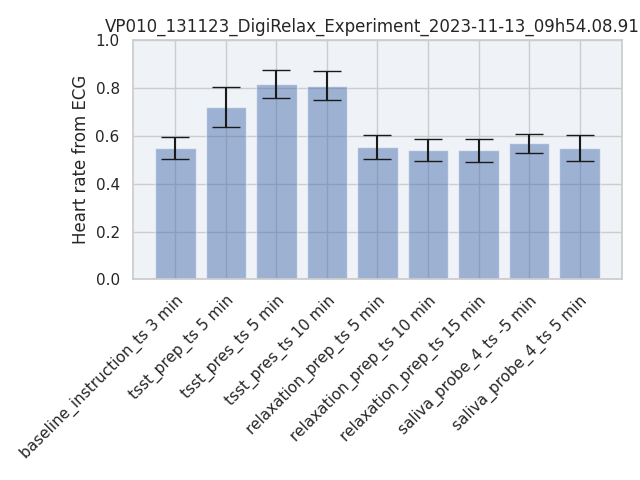 VP010_131123_DigiRelax_Experiment_2023-11-13_09h54.08.91
Heart rate from ECG
1.0
0.8
0.6
0.4
0.2
0.0
baseline_instruction_ts 3 min
tsst_prep_ts 5 min
tsst_pres_ts 5 min
tsst_pres_ts 10 min
relaxation_prep_ts 5 min
relaxation_prep_ts 10 min
relaxation_prep_ts 15 min
saliva_probe_4_ts -5 min
saliva_probe_4_ts 5 min